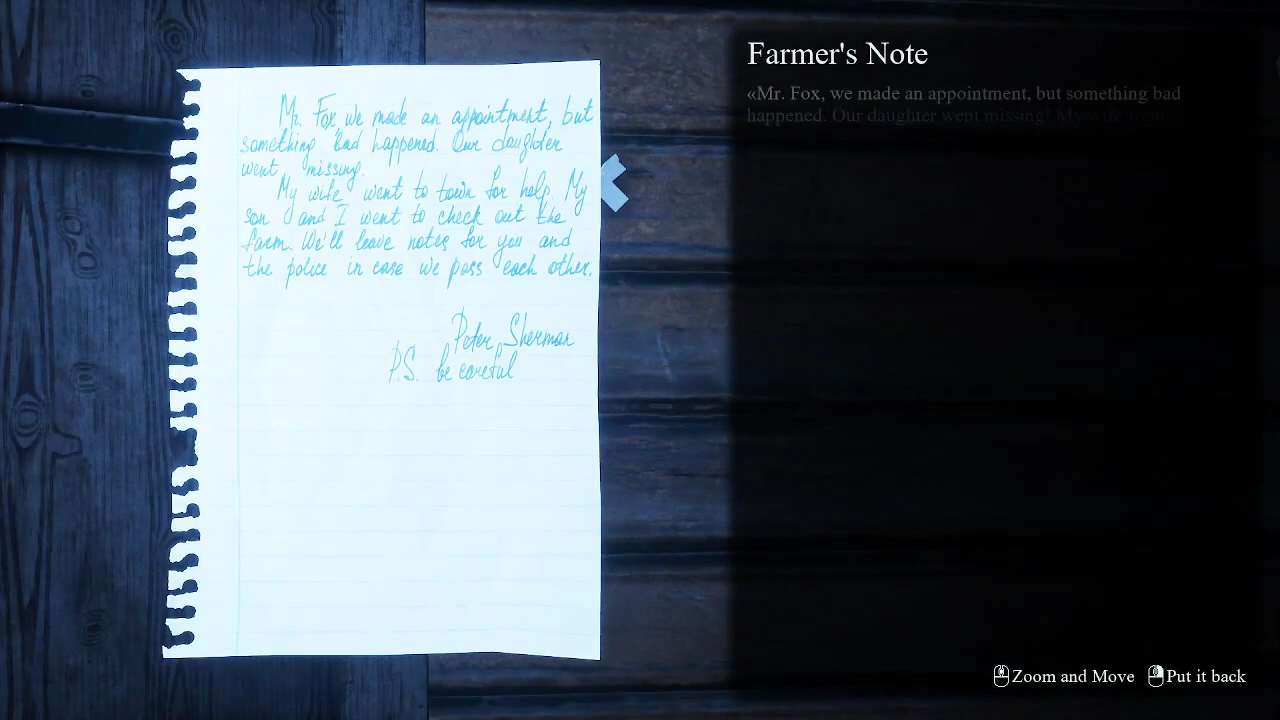 Mr. Fox we made an appointment, but
something bad happened. Our daughter
went missing.
My wife went to town for help. My
son and I went to check out the
farm. We'll leave notes for you and
the police in case we pass each other.
Peter Sherman
P.S. be careful
Farmer's Note
«Mr. Fox, we made an appointment, but something bad
happened. Our daughter went missing! My wife went
Zoom and Move
Put it back